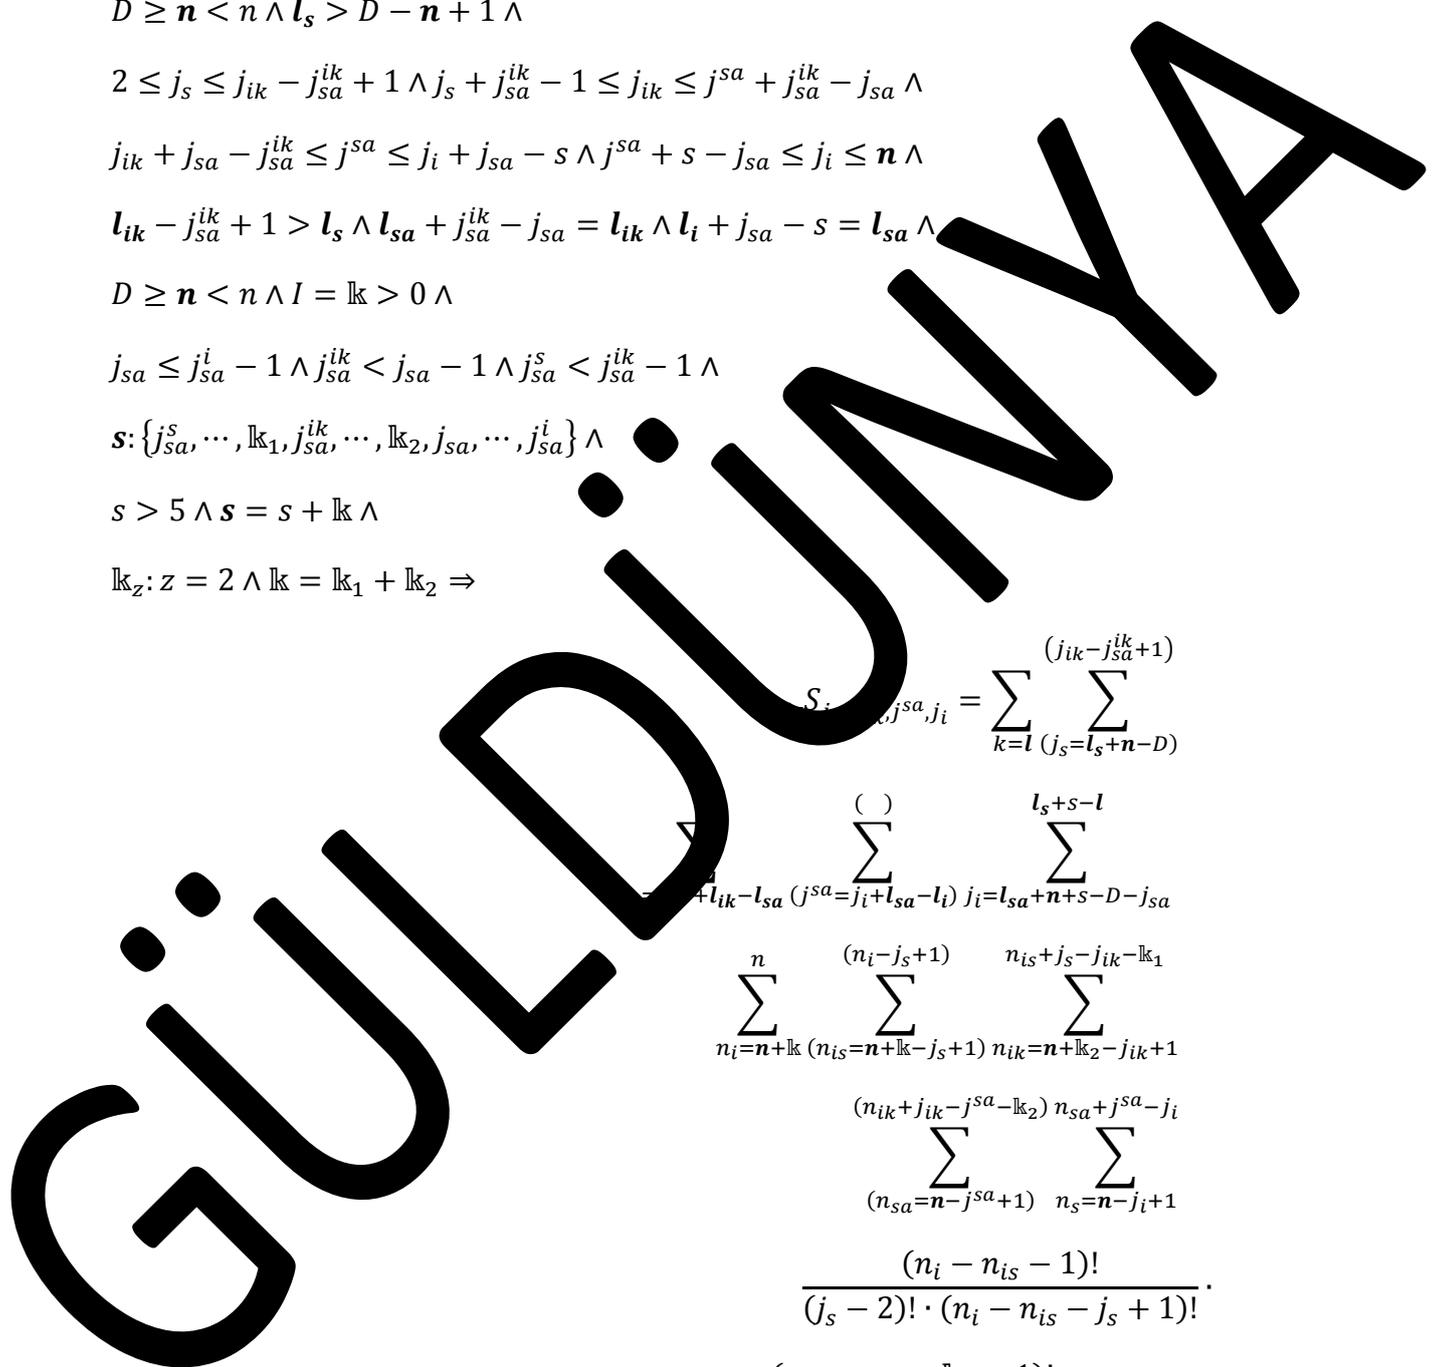 D ≥ n < n ∧ l_s > D − n + 1 ∧
2 ≤ j_s ≤ j_{ik} − j_{sa}^{ik} + 1 ∧ j_s + j_{sa}^{ik} − 1 ≤ j_{ik} ≤ j^{sa} + j_{sa}^{ik} − j_{sa} ∧
j_{ik} + j_{sa} − j_{sa}^{ik} ≤ j^{sa} ≤ j_i + j_{sa} − s ∧ j^{sa} + s − j_{sa} ≤ j_i ≤ n ∧
l_{ik} − j_{sa}^{ik} + 1 > l_s ∧ l_{sa} + j_{sa}^{ik} − j_{sa} = l_{ik} ∧ l_i + j_{sa} − s = l_{sa} ∧
D ≥ n < n ∧ I = 𝕜 > 0 ∧
j_{sa} ≤ j_{sa}^{i} − 1 ∧ j_{sa}^{ik} < j_{sa} − 1 ∧ j_{sa}^{s} < j_{sa}^{ik} − 1 ∧
s: {j_{sa}^{s}, ⋯, 𝕜_1, j_{sa}^{ik}, ⋯, 𝕜_2, j_{sa}, ⋯, j_{sa}^{i}} ∧
s > 5 ∧ s = s + 𝕜 ∧
𝕜_z: z = 2 ∧ 𝕜 = 𝕜_1 + 𝕜_2 ⇒
(j_{ik}−j_{sa}^{ik}+1)
,j^{sa},j_i = ∑ ∑
k=l (j_s=l_s+n−D)
( ) l_s+s−l
∑ ∑
+l_{ik}−l_{sa} (j^{sa}=j_i+l_{sa}−l_i) j_i=l_{sa}+n+s−D−j_{sa}
n (n_i−j_s+1) n_{is}+j_s−j_{ik}−𝕜_1
∑ ∑ ∑
n_i=n+𝕜 (n_{is}=n+𝕜−j_s+1) n_{ik}=n+𝕜_2−j_{ik}+1
(n_{ik}+j_{ik}−j^{sa}−𝕜_2) n_{sa}+j^{sa}−j_i
∑ ∑
(n_{sa}=n−j^{sa}+1) n_s=n−j_i+1
(n_i − n_{is} − 1)!
(j_s − 2)! · (n_i − n_{is} − j_s + 1)! ·
GÜLDÜNYA